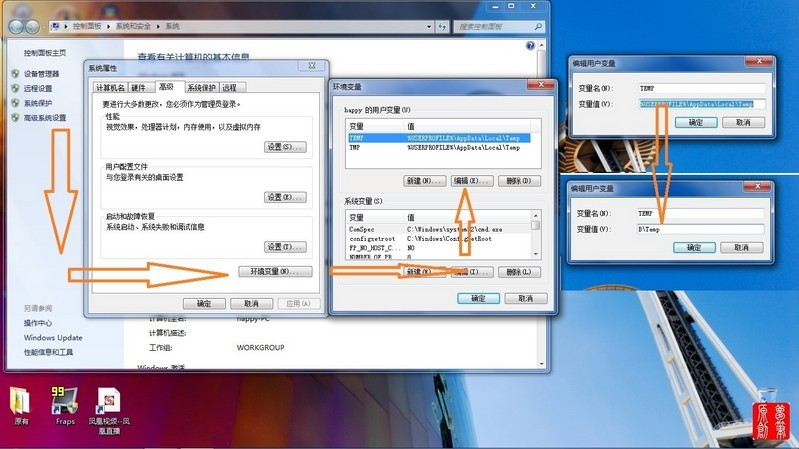 控制面板 ▸ 系统和安全 ▸ 系统
搜索控制面板
控制面板主页
设备管理器
远程设置
系统保护
高级系统设置
另请参阅
操作中心
Windows Update
性能信息和工具
查看有关计算机的基本信息
计算机全名:
happy-PC
计算机描述:
工作组:
WORKGROUP
Windows 激活
系统属性
计算机名
硬件
高级
系统保护
远程
要进行大多数更改,您必须作为管理员登录。
性能
视觉效果,处理器计划,内存使用,以及虚拟内存
设置(S)...
用户配置文件
与您登录有关的桌面设置
设置(E)...
启动和故障恢复
系统启动、系统失败和调试信息
设置(T)...
环境变量(N)...
确定
取消
应用(A)
环境变量
happy 的用户变量(U)
变量
值
TEMP
%USERPROFILE%\AppData\Local\Temp
TMP
%USERPROFILE%\AppData\Local\Temp
新建(N)...
编辑(E)...
删除(D)
系统变量(S)
变量
值
ComSpec
C:\Windows\system32\cmd.exe
configsetroot
C:\Windows\ConfigSetRoot
FP_NO_HOST_C...
NO
NUMBER_OF_PR
8
新建(W)...
编辑(I)...
删除(L)
确定
取消
编辑用户变量
变量名(N):
TEMP
变量值(V):
%USERPROFILE%\AppData\Local\Temp
确定
取消
编辑用户变量
变量名(N):
TEMP
变量值(V):
B\Temp
确定
取消
原有
99
Fraps
凤凰视频--凤
凰直播